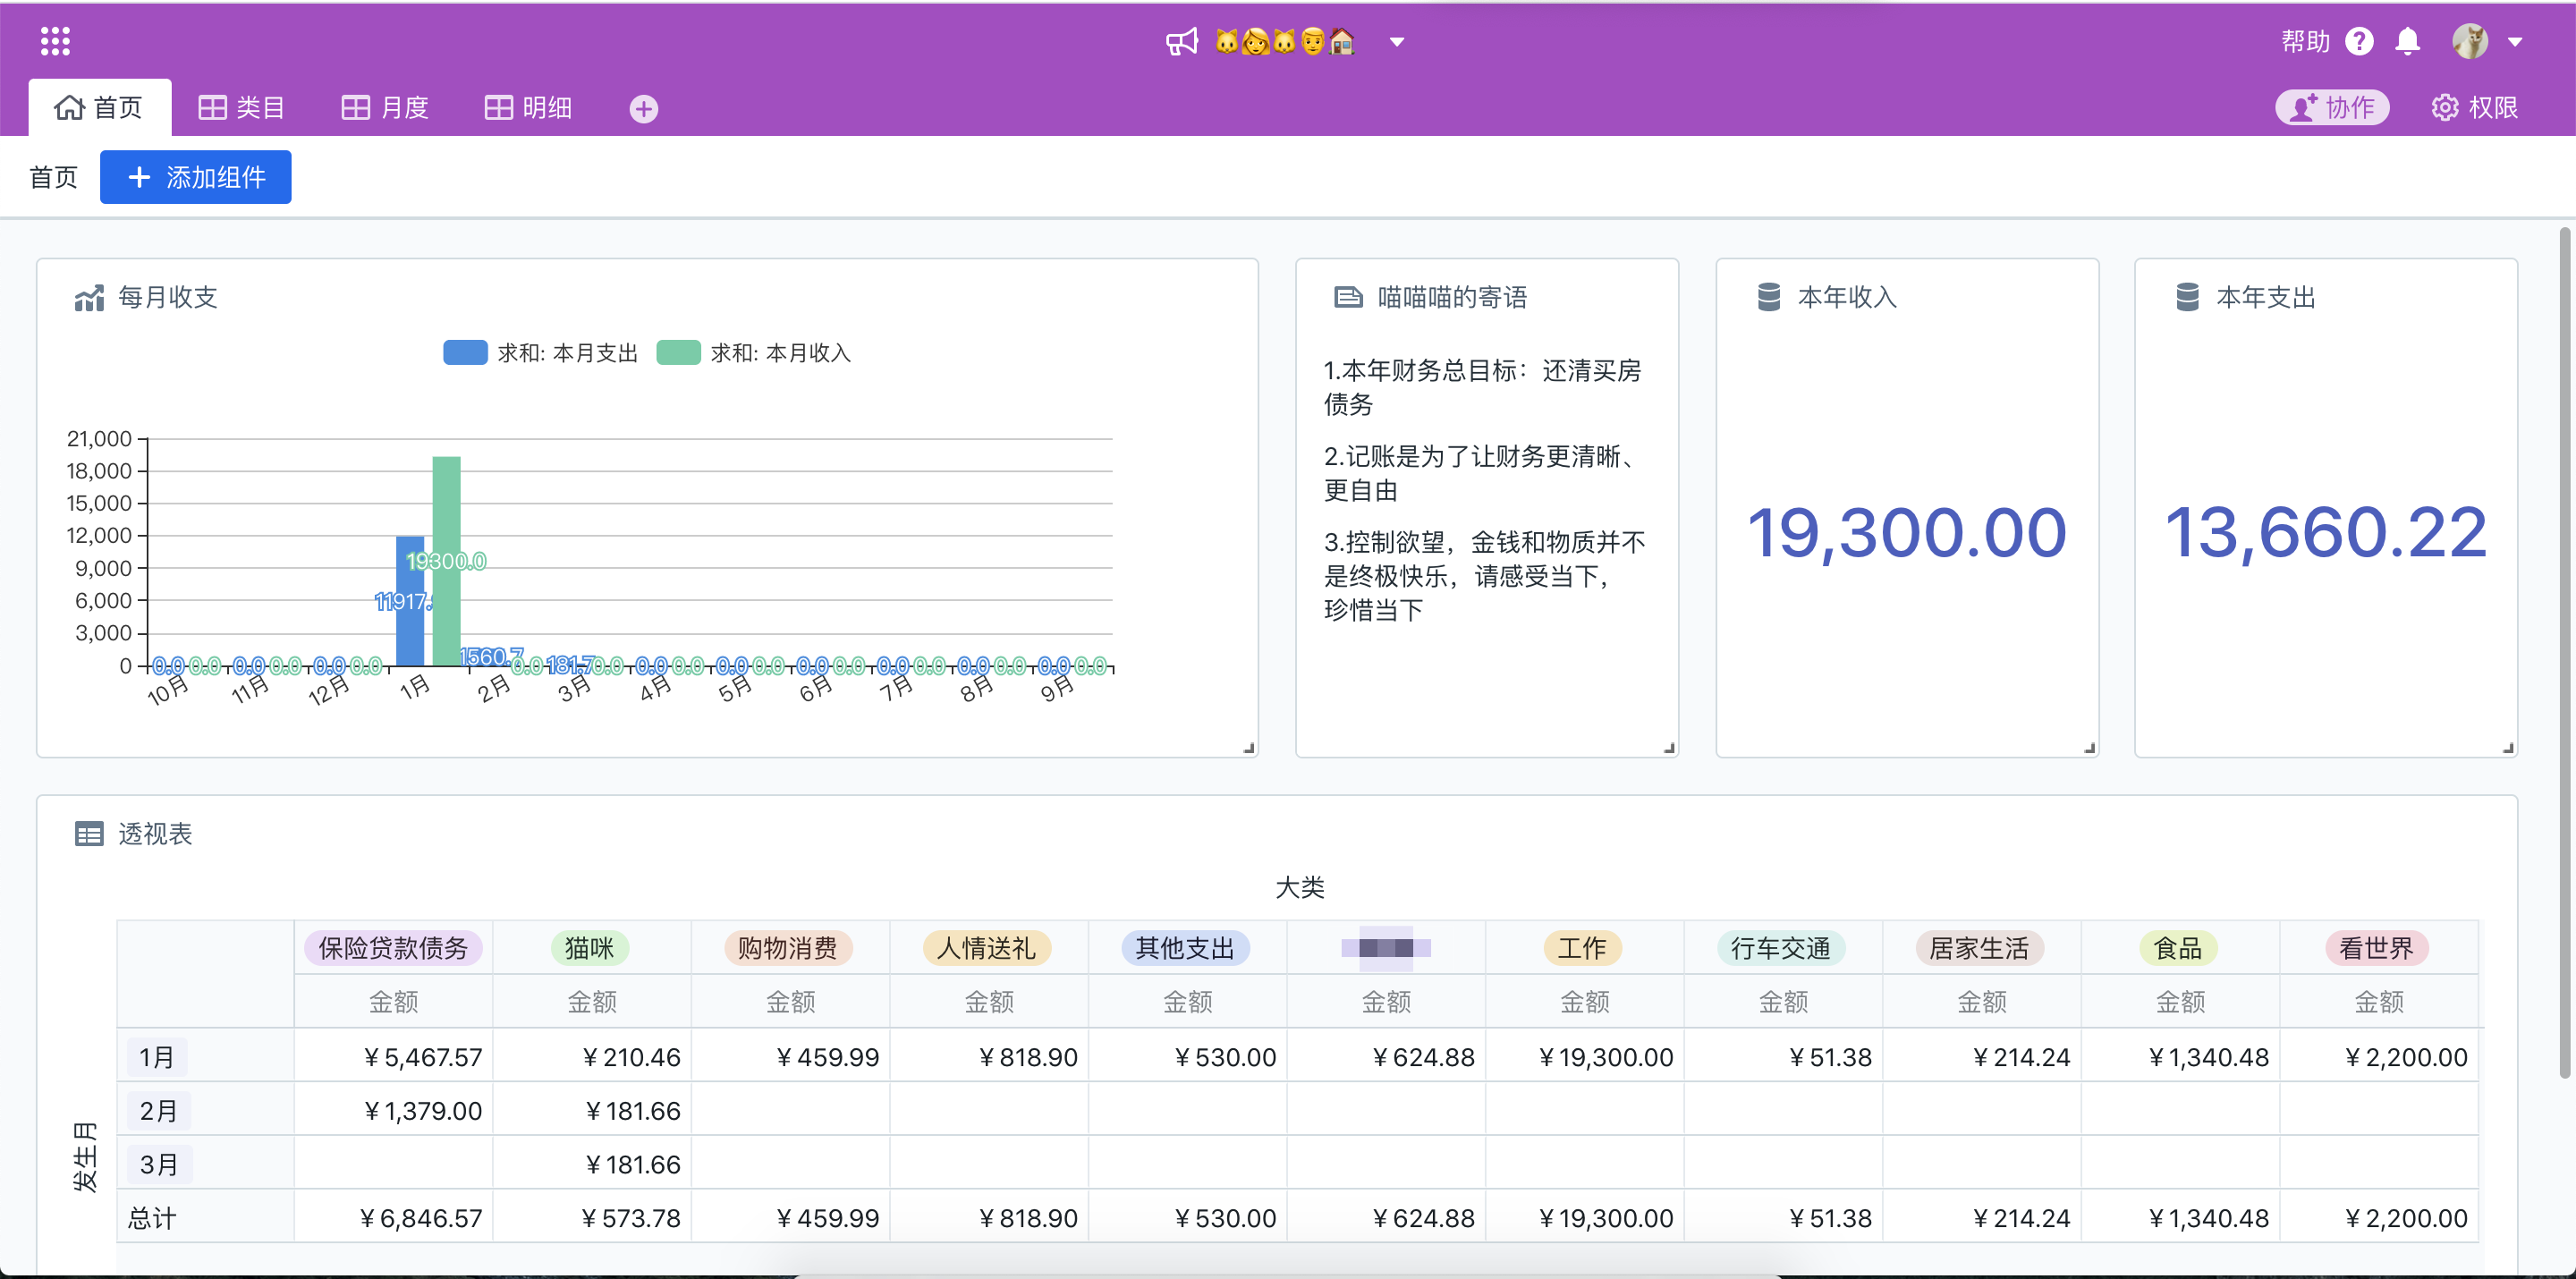 帮助
首页 类目 月度 明细
协作 权限
首页 添加组件
每月收支
求和: 本月支出 求和: 本月收入
21,000
18,000
15,000
12,000
9,000
6,000
3,000
0
19300.0
11917.
0.0 0.0 0.0 0.0 0.0 0.0 1560.7 0.0 181.7 0.0 0.0 0.0 0.0 0.0 0.0 0.0 0.0 0.0 0.0 0.0 0.0 0.0
10月 11月 12月 1月 2月 3月 4月 5月 6月 7月 8月 9月
喵喵喵的寄语
1.本年财务总目标：还清买房
债务
2.记账是为了让财务更清晰、
更自由
3.控制欲望，金钱和物质并不
是终极快乐，请感受当下，
珍惜当下
本年收入
19,300.00
本年支出
13,660.22
透视表
大类
保险贷款债务 猫咪 购物消费 人情送礼 其他支出 工作 行车交通 居家生活 食品 看世界
金额 金额 金额 金额 金额 金额 金额 金额 金额 金额 金额
发生月
1月 ¥5,467.57 ¥210.46 ¥459.99 ¥818.90 ¥530.00 ¥624.88 ¥19,300.00 ¥51.38 ¥214.24 ¥1,340.48 ¥2,200.00
2月 ¥1,379.00 ¥181.66
3月 ¥181.66
总计 ¥6,846.57 ¥573.78 ¥459.99 ¥818.90 ¥530.00 ¥624.88 ¥19,300.00 ¥51.38 ¥214.24 ¥1,340.48 ¥2,200.00